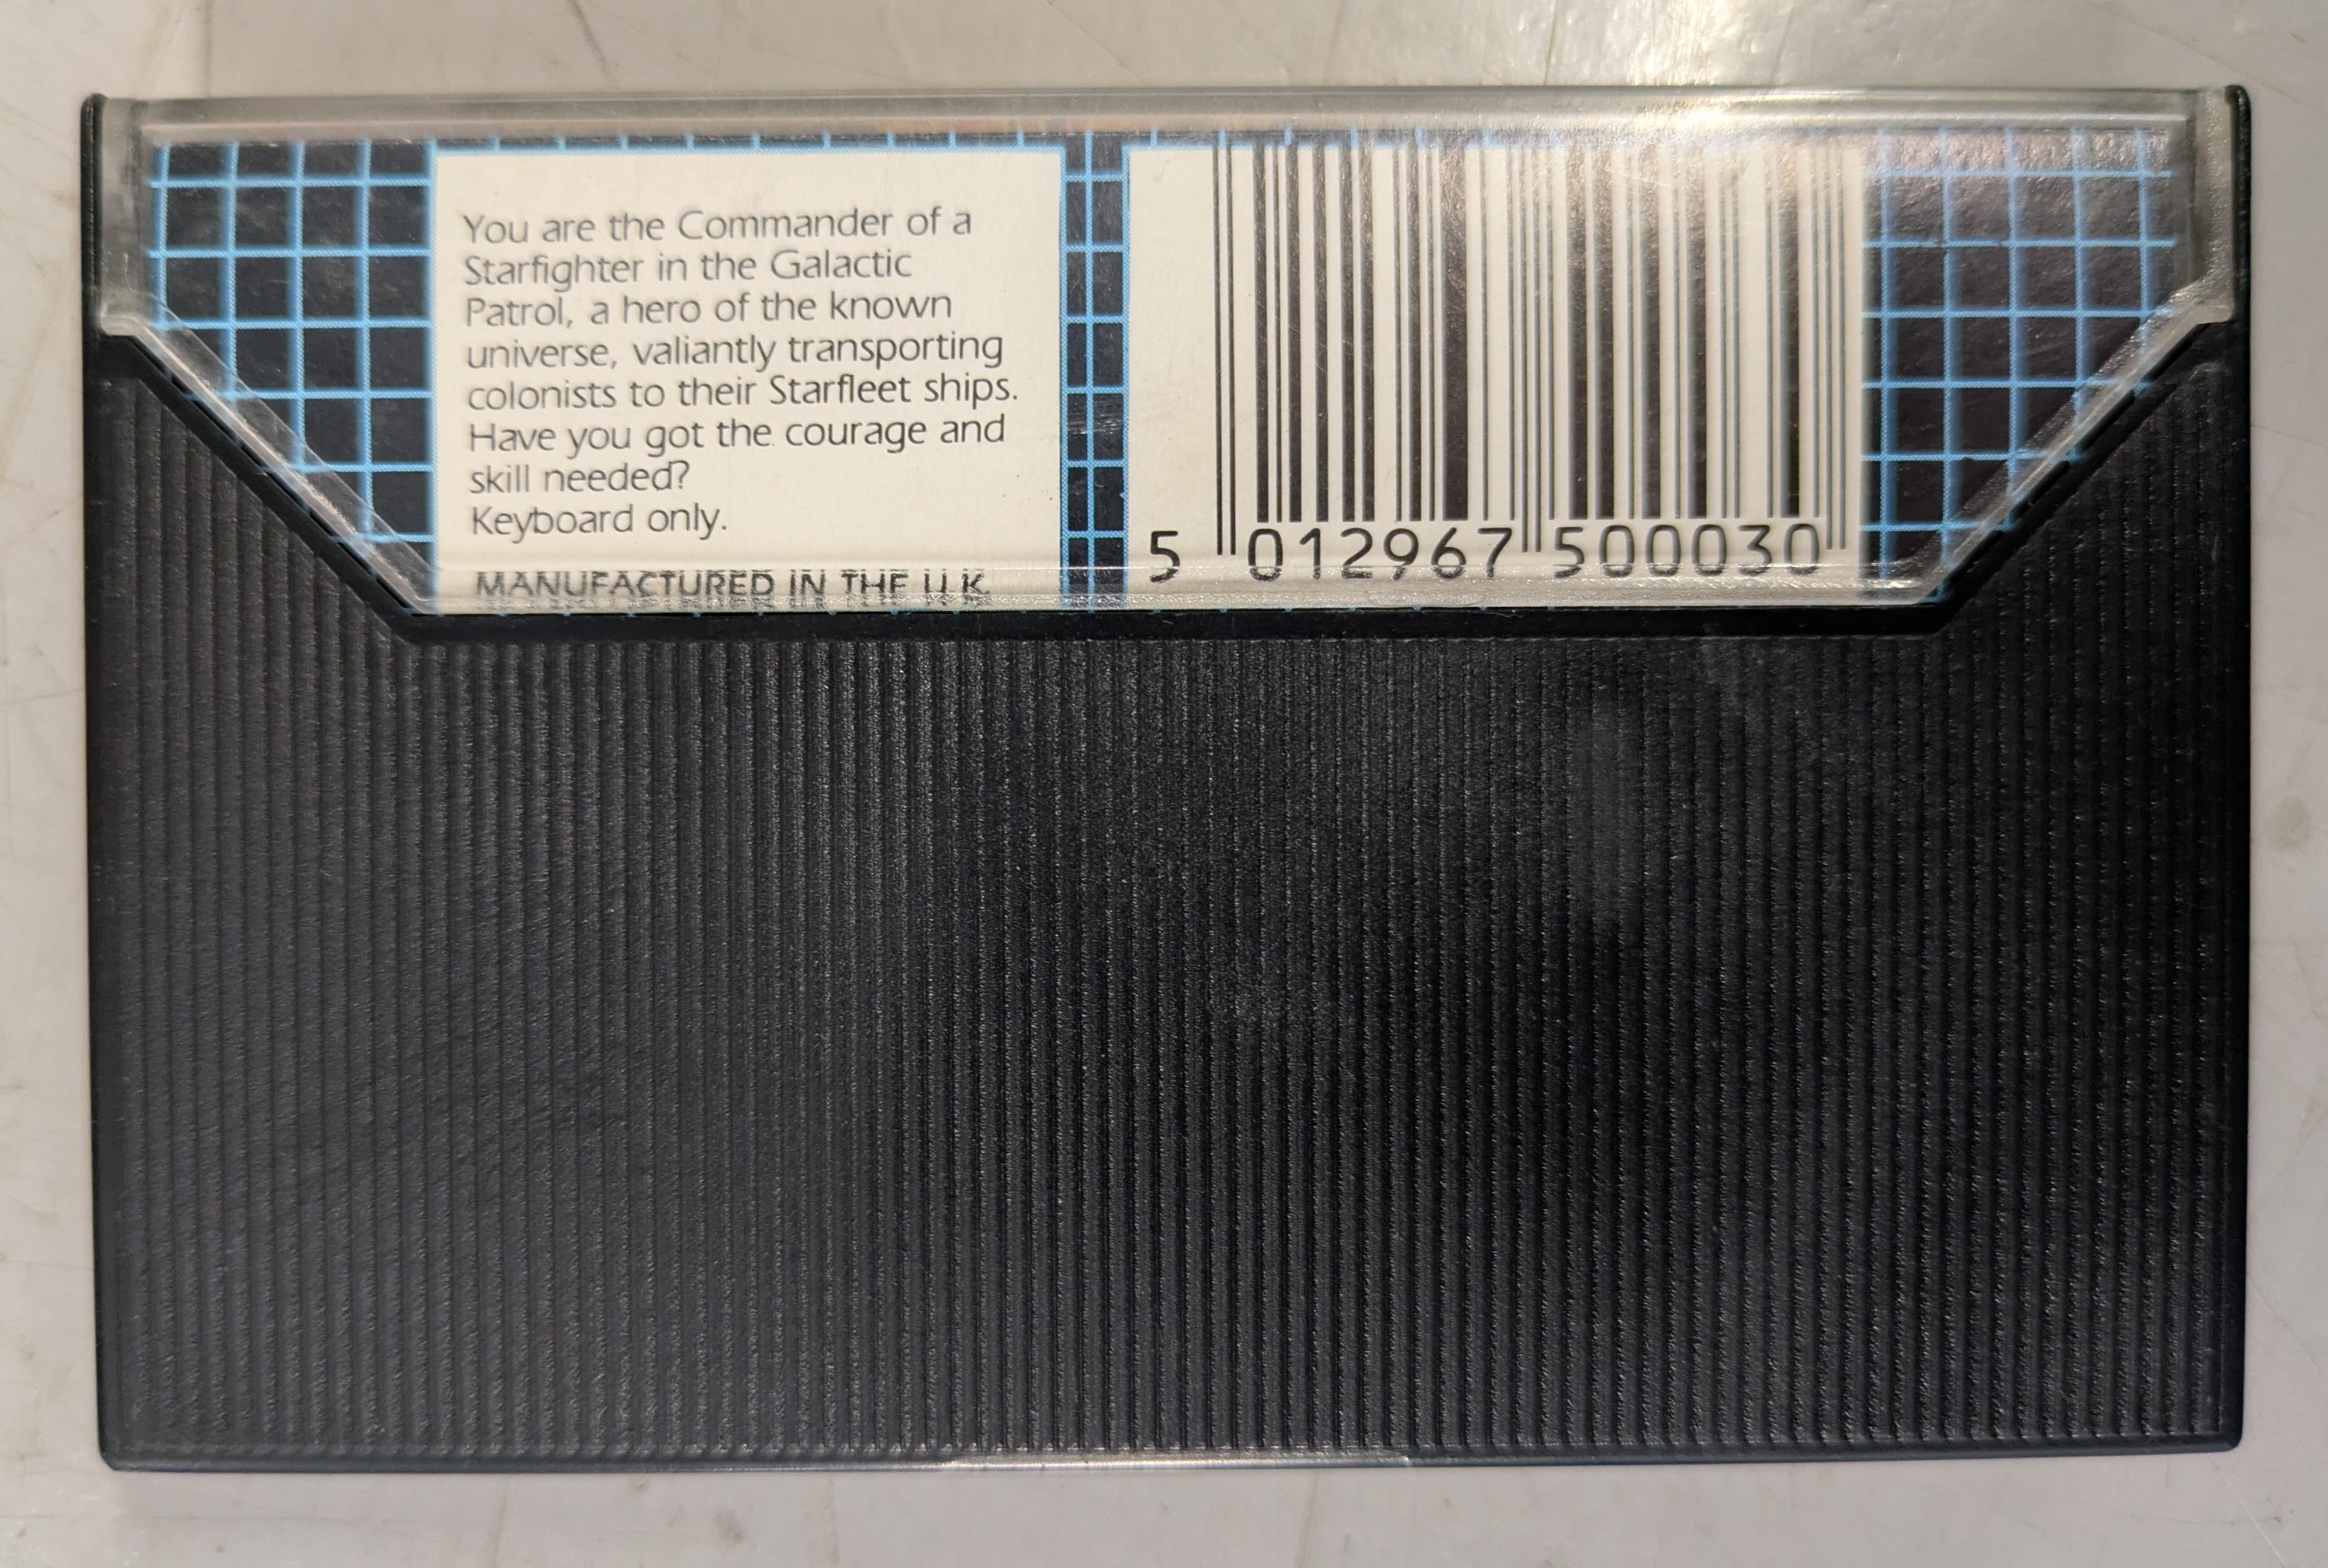 You are the Commander of a
Starfighter in the Galactic
Patrol, a hero of the known
universe, valiantly transporting
colonists to their Starfleet ships.
Have you got the courage and
skill needed?
Keyboard only.
MANUFACTURED IN THE U.K.
5 012967 500030